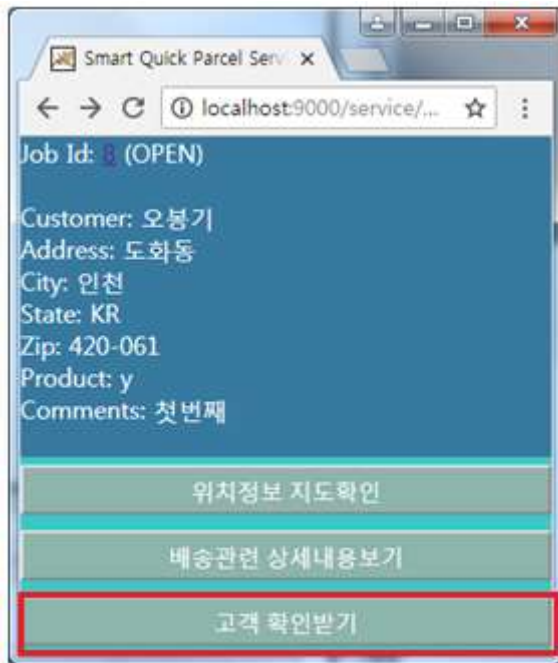 Smart Quick Parcel Serv
localhost:9000/service/...
Job Id: 8 (OPEN)
Customer: 오봉기
Address: 도화동
City: 인천
State: KR
Zip: 420-061
Product: y
Comments: 첫번째
위치정보 지도확인
배송관련 상세내용보기
고객 확인받기